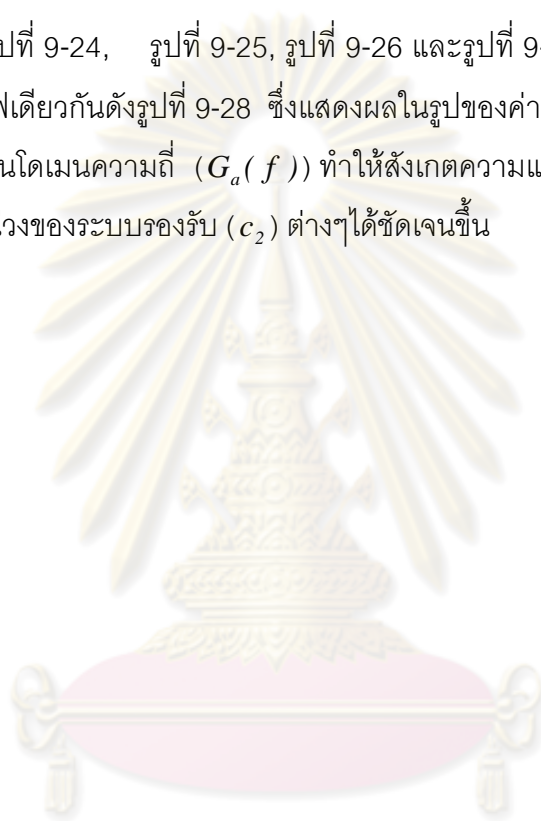 ปที่ 9-24, รูปที่ 9-25, รูปที่ 9-26 และรูปที่ 9-
ฟเดียวกันดังรูปที่ 9-28 ซึ่งแสดงผลในรูปของค่า
นโดเมนความถี่ (G_a( f )) ทำให้สังเกตความแ
วงของระบบรองรับ (c_2) ต่างๆได้ชัดเจนขึ้น